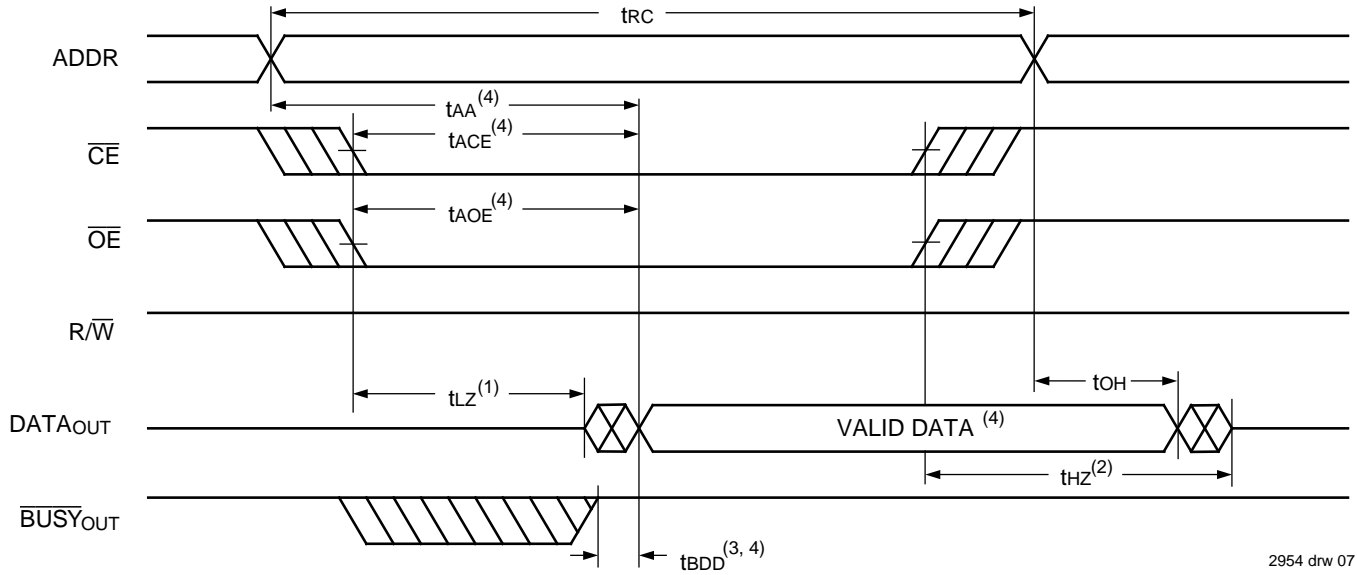 tRC
ADDR
tAA(4)
tACE(4)
CE
tAOE(4)
OE
R/W
tLZ(1)
tOH
DATAOUT
VALID DATA (4)
tHZ(2)
BUSYOUT
tBDD(3, 4)
2954 drw 07